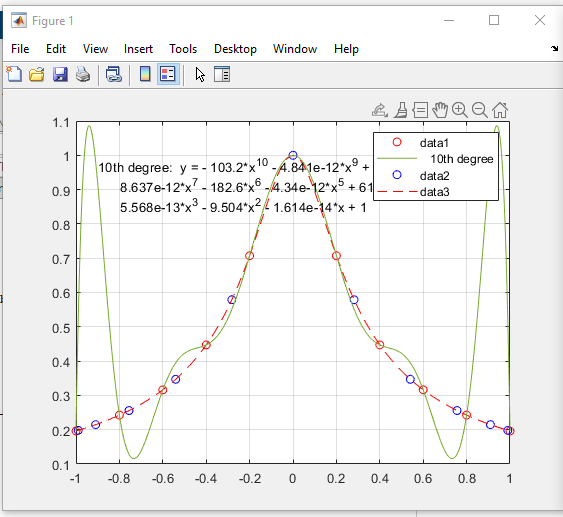 Figure 1
File Edit View Insert Tools Desktop Window Help
1.1
1
0.9
0.8
0.7
0.6
0.5
0.4
0.3
0.2
0.1
10th degree: y = - 103.2*x^10 - 4.841e-12*x^9 +
8.637e-12*x^7 - 182.6*x^6 - 4.34e-12*x^5 + 61
5.568e-13*x^3 - 9.504*x^2 - 1.614e-14*x + 1
data1
10th degree
data2
data3
-1 -0.8 -0.6 -0.4 -0.2 0 0.2 0.4 0.6 0.8 1